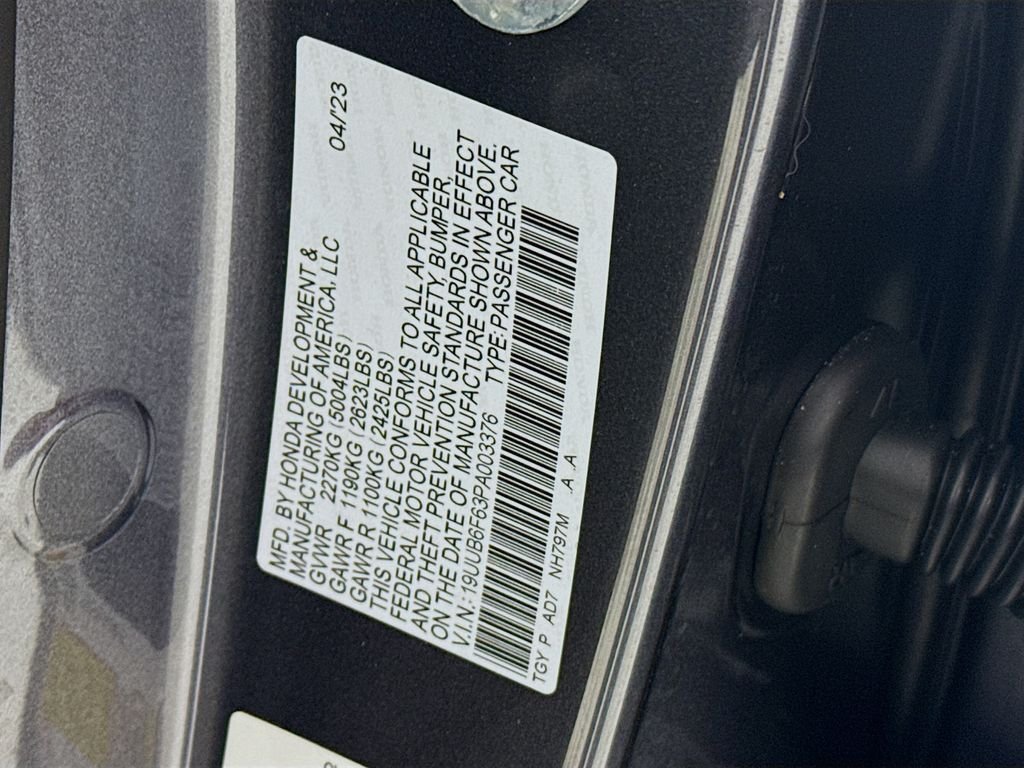 MFD. BY HONDA DEVELOPMENT &
MANUFACTURING OF AMERICA, LLC 04/'23
GVWR 2270KG (5004LBS)
GAWR F 1190KG (2623LBS)
GAWR R 1100KG (2425LBS)
THIS VEHICLE CONFORMS TO ALL APPLICABLE
FEDERAL MOTOR VEHICLE SAFETY, BUMPER,
AND THEFT PREVENTION STANDARDS IN EFFECT
ON THE DATE OF MANUFACTURE SHOWN ABOVE.
V.I.N.: 19UUB6F63PA003376 TYPE: PASSENGER CAR
TGY P AD7 NH797M .A .A